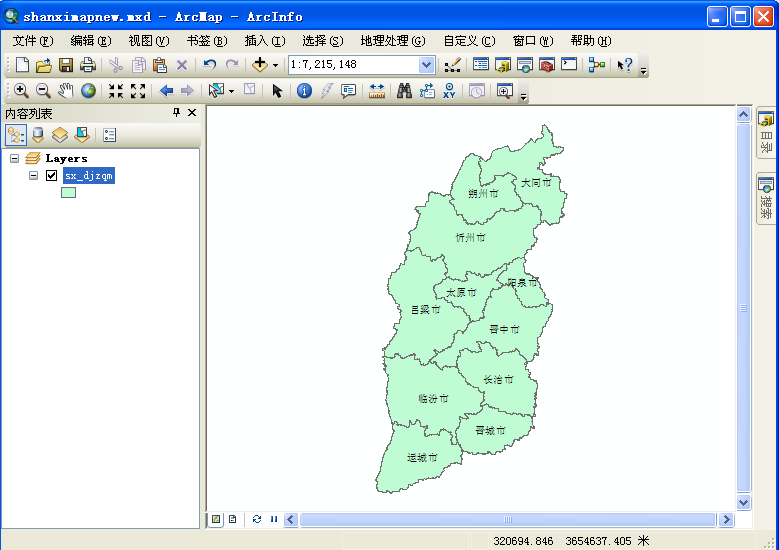 shanximapnew.mxd - ArcMap - ArcInfo
文件(F) 编辑(E) 视图(V) 书签(B) 插入(I) 选择(S) 地理处理(G) 自定义(C) 窗口(W) 帮助(H)
1:7,215,148
内容列表
Layers
sx_djzqm
大同市
朔州市
忻州市
阳泉市
太原市
吕梁市
晋中市
长治市
临汾市
晋城市
运城市
目录
搜索
320694.846 3654637.405 米